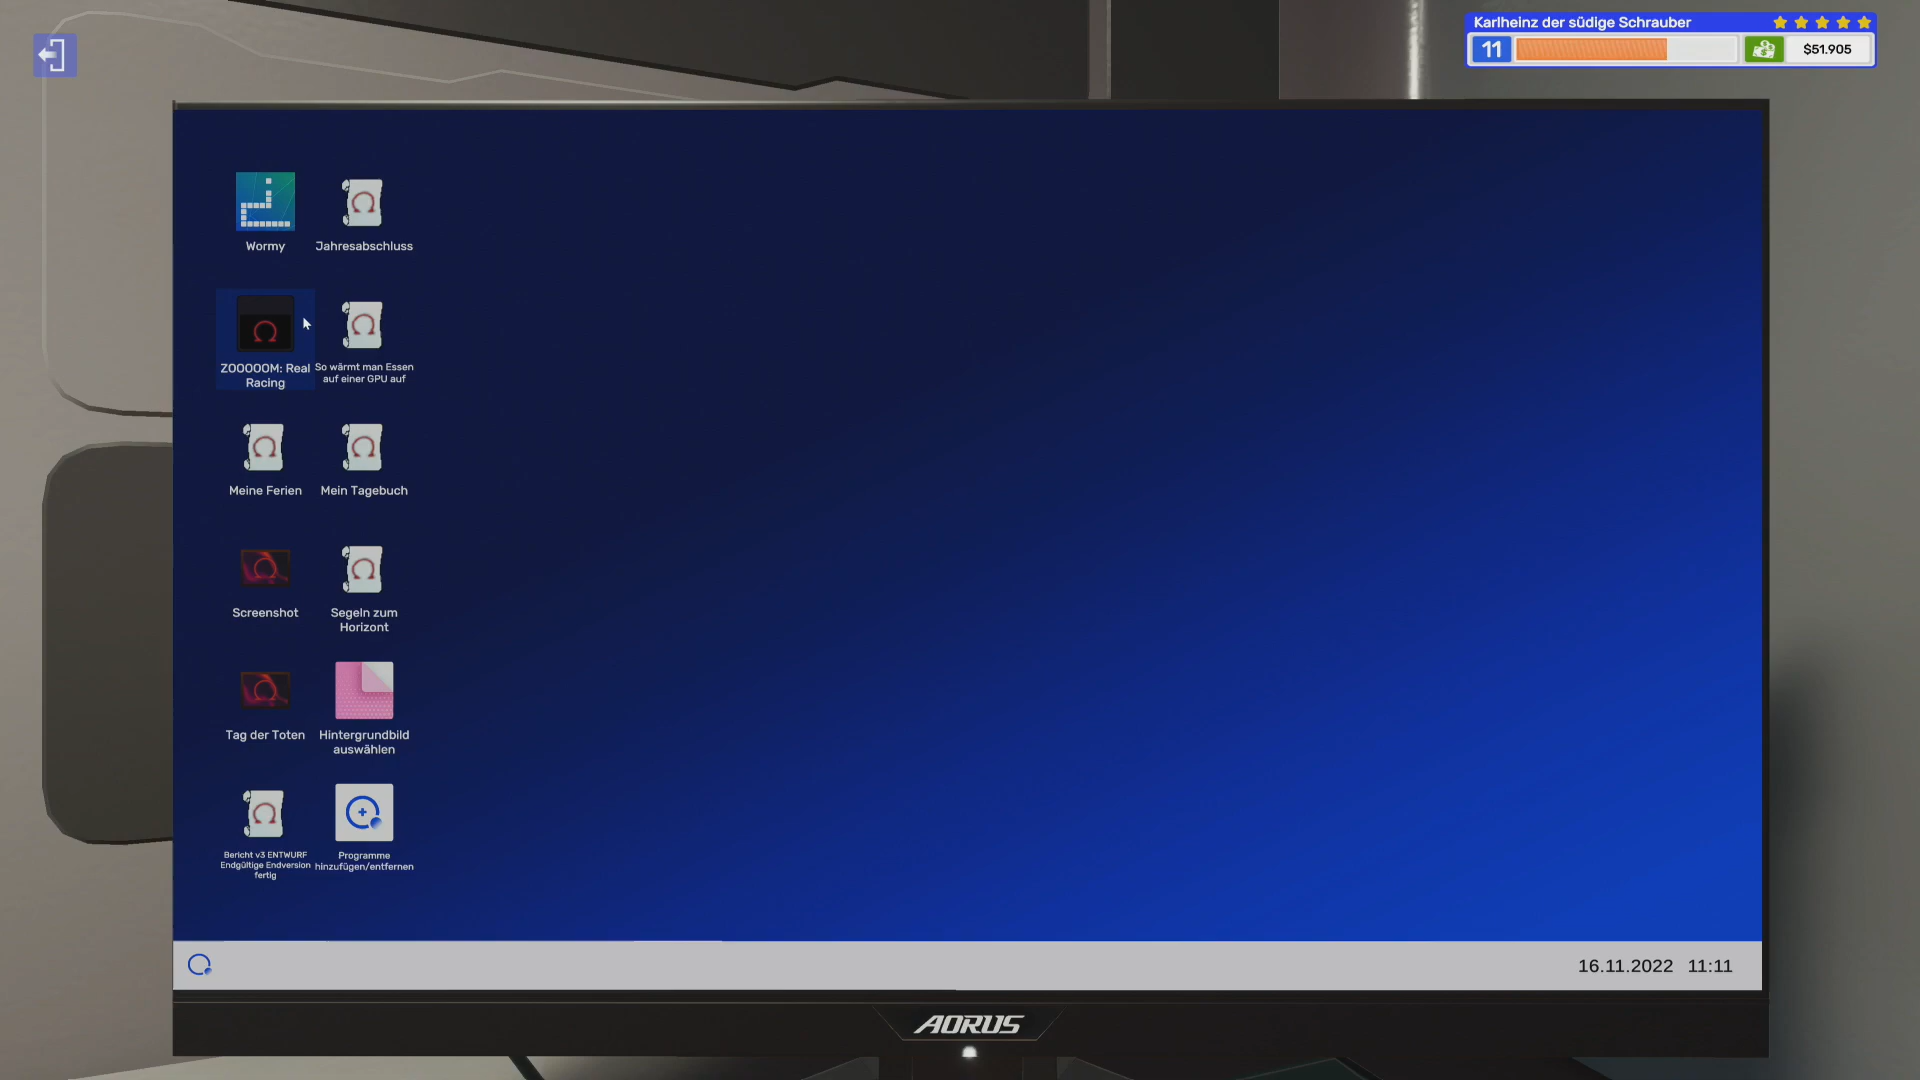 Karlheinz der südige Schrauber
11
$51.905
Wormy
Jahresabschluss
ZOOOOOM: Real
Racing
So wärmt man Essen
auf einer GPU auf
Meine Ferien
Mein Tagebuch
Screenshot
Segeln zum
Horizont
Tag der Toten
Hintergrundbild
auswählen
Bericht v3 ENTWURF
Endgültige Endversion
fertig
Programme
hinzufügen/entfernen
16.11.2022 11:11
AORUS